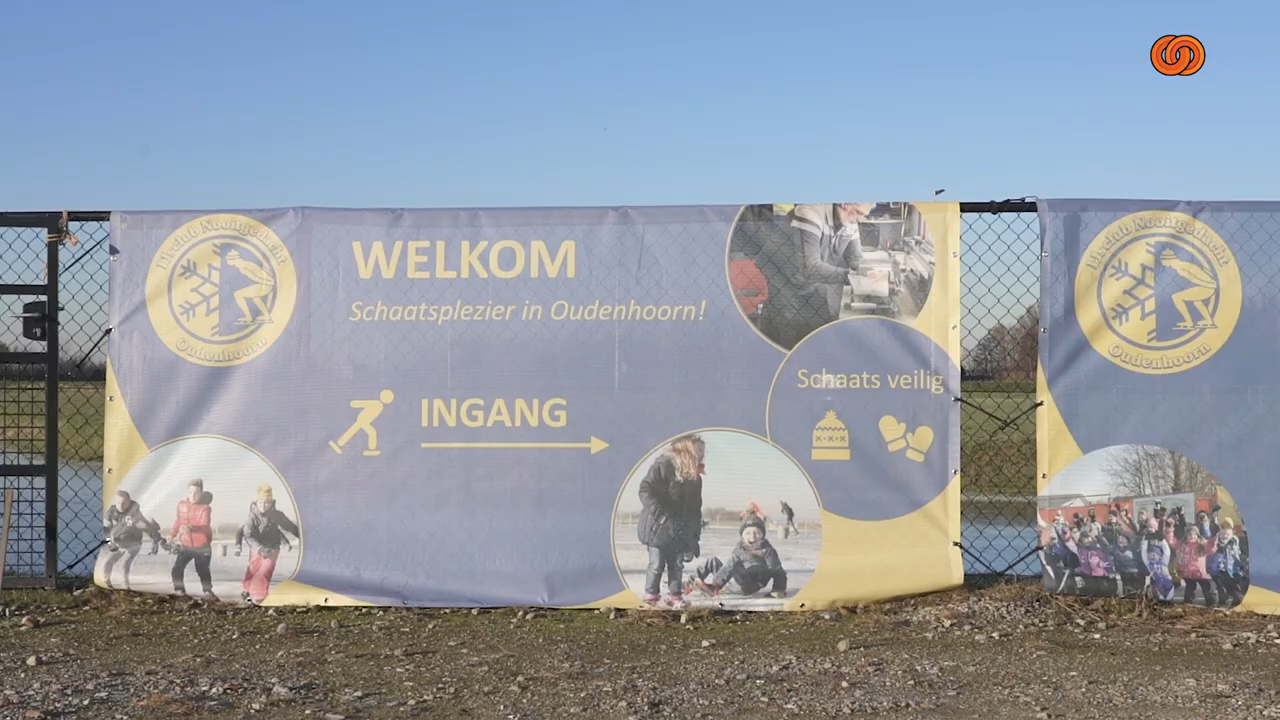 IJsclub Nooitgedacht
Oudenhoorn
WELKOM
Schaatsplezier in Oudenhoorn!
INGANG
Schaats veilig
IJsclub Nooitgedacht
Oudenhoorn